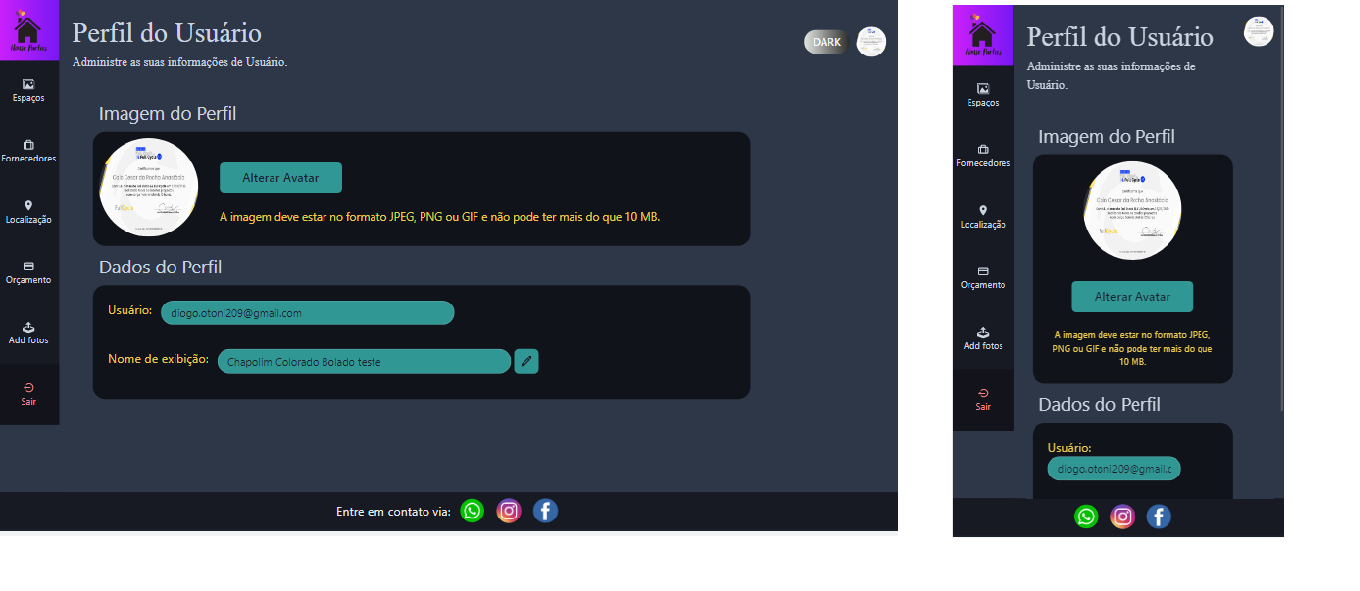 Perfil do Usuário
Administre as suas informações de Usuário.
DARK
Espaços
Fornecedores
Localização
Orçamento
Add fotos
Sair
Imagem do Perfil
Alterar Avatar
A imagem deve estar no formato JPEG, PNG ou GIF e não pode ter mais do que 10 MB.
Dados do Perfil
Usuário:
diogo.otoni209@gmail.com
Nome de exibição:
Chapolim Colorado Bolado teste
Entre em contato via:
Perfil do Usuário
Administre as suas informações de
Usuário.
Espaços
Fornecedores
Localização
Orçamento
Add fotos
Sair
Imagem do Perfil
Alterar Avatar
A imagem deve estar no formato JPEG,
PNG ou GIF e não pode ter mais do que
10 MB.
Dados do Perfil
Usuário:
diogo.otoni209@gmail.c